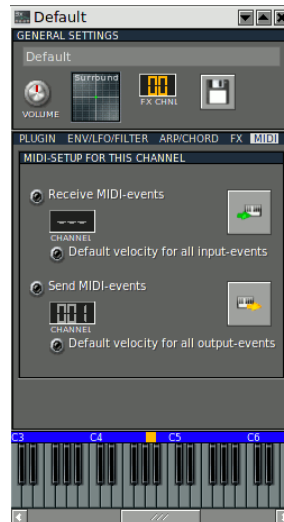 Default
GENERAL SETTINGS
Default
Surround
VOLUME
FX CHNL
PLUGIN ENV/LFO/FILTER ARP/CHORD FX MIDI
MIDI-SETUP FOR THIS CHANNEL
Receive MIDI-events
---
CHANNEL
Default velocity for all input-events
Send MIDI-events
001
CHANNEL
Default velocity for all output-events
C3 C4 C5 C6